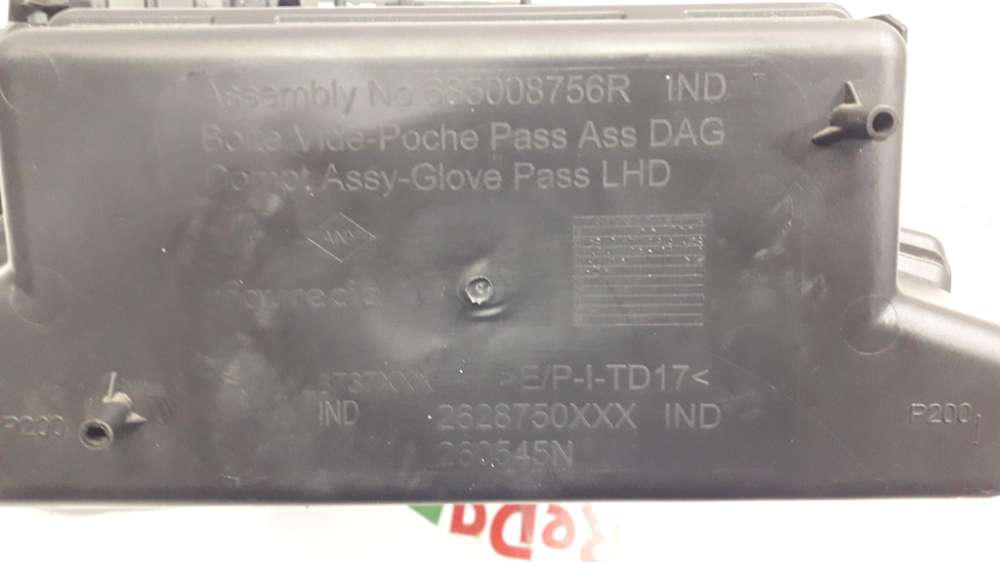 Assembly No 685008756R IND
Boite Vide-Poche Pass Ass DAG
Compt Assy-Glove Pass LHD
>E/P-I-TD17<
IND 2628750XXX IND
P200 P200
ReDa